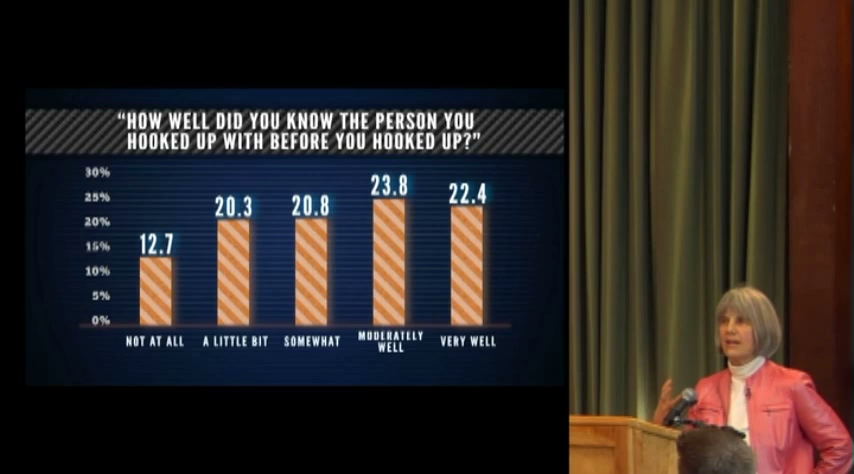 “HOW WELL DID YOU KNOW THE PERSON YOU
HOOKED UP WITH BEFORE YOU HOOKED UP?”
30%
25%
20%
15%
10%
5%
0%
12.7
20.3
20.8
23.8
22.4
NOT AT ALL
A LITTLE BIT
SOMEWHAT
MODERATELY
WELL
VERY WELL